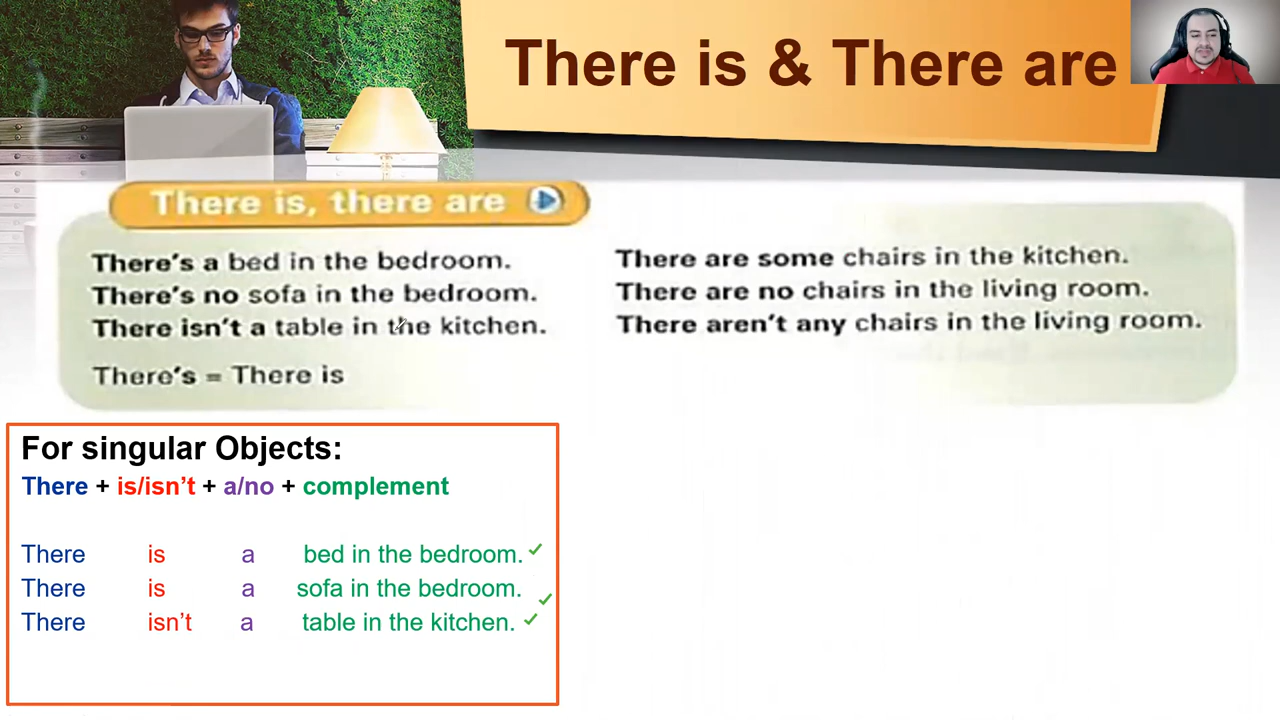 There is & There are
There is, there are
There's a bed in the bedroom.
There's no sofa in the bedroom.
There isn't a table in the kitchen.
There's = There is
There are some chairs in the kitchen.
There are no chairs in the living room.
There aren't any chairs in the living room.
For singular Objects:
There + is/isn't + a/no + complement
There is a bed in the bedroom.
There is a sofa in the bedroom.
There isn't a table in the kitchen.